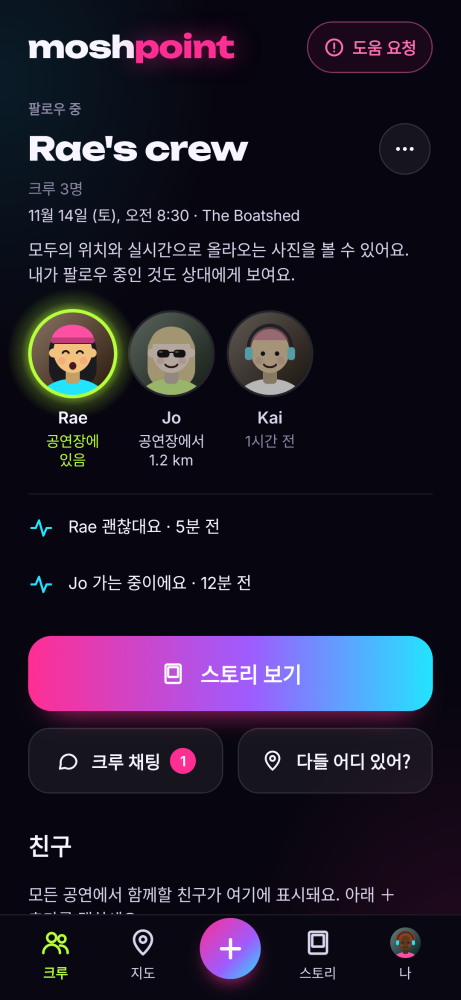 moshpoint
도움 요청
팔로우 중
Rae's crew
크루 3명
11월 14일 (토), 오전 8:30 · The Boatshed
모두의 위치와 실시간으로 올라오는 사진을 볼 수 있어요.
내가 팔로우 중인 것도 상대에게 보여요.
Rae
공연장에
있음
Jo
공연장에서
1.2 km
Kai
1시간 전
Rae 괜찮대요 · 5분 전
Jo 가는 중이에요 · 12분 전
스토리 보기
크루 채팅 1
다들 어디 있어?
친구
모든 공연에서 함께할 친구가 여기에 표시돼요. 아래 +
크루
지도
스토리
나